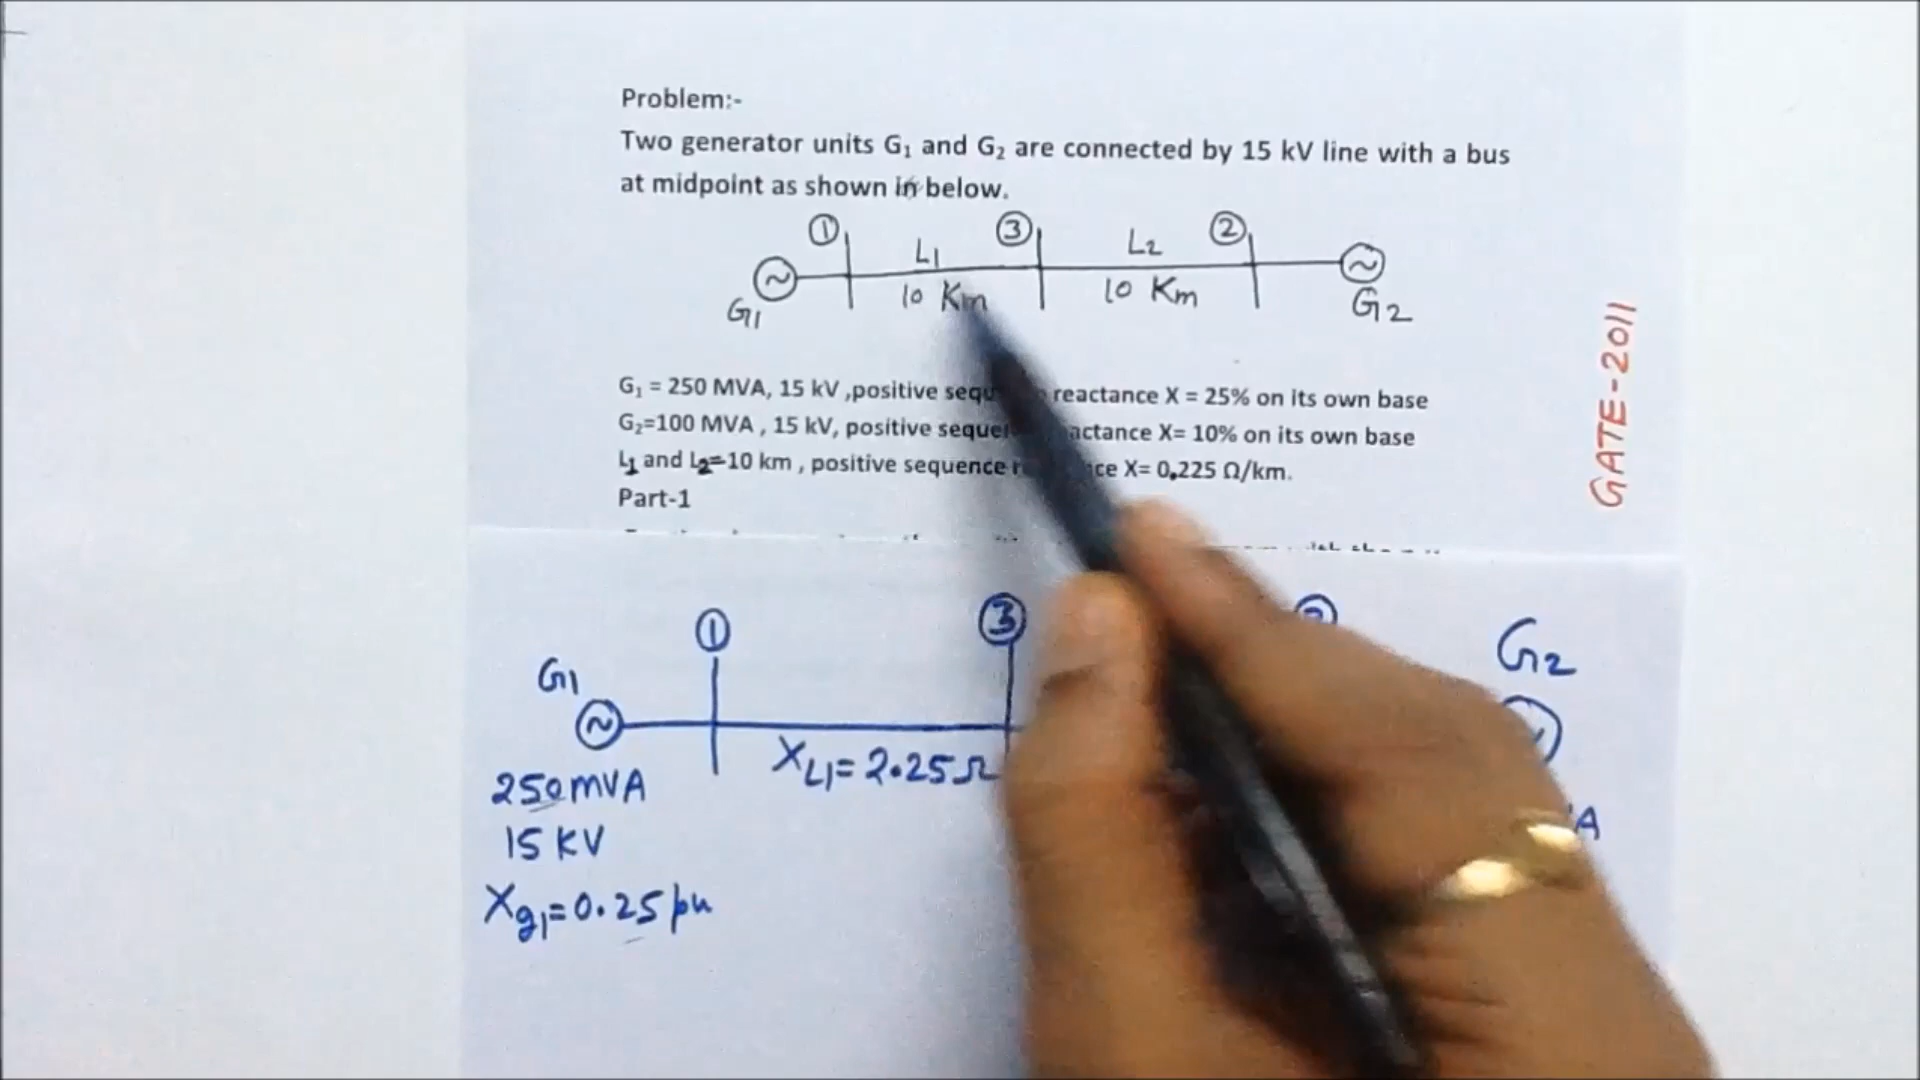 Problem:-
Two generator units G₁ and G₂ are connected by 15 kV line with a bus
at midpoint as shown in below.
① ③ ②
L1 L2
10 Km 10 Km
G1 G2
G₁ = 250 MVA, 15 kV ,positive reactance X = 25% on its own base
G₂=100 MVA , 15 kV, positive X= 10% on its own base
L1 and L2=10 km , positive sequence X= 0.225 Ω/km.
Part-1
GATE-2011
① ③
G1 G2
XL1= 2.25Ω
250MVA
15 KV
Xg1=0.25 pu